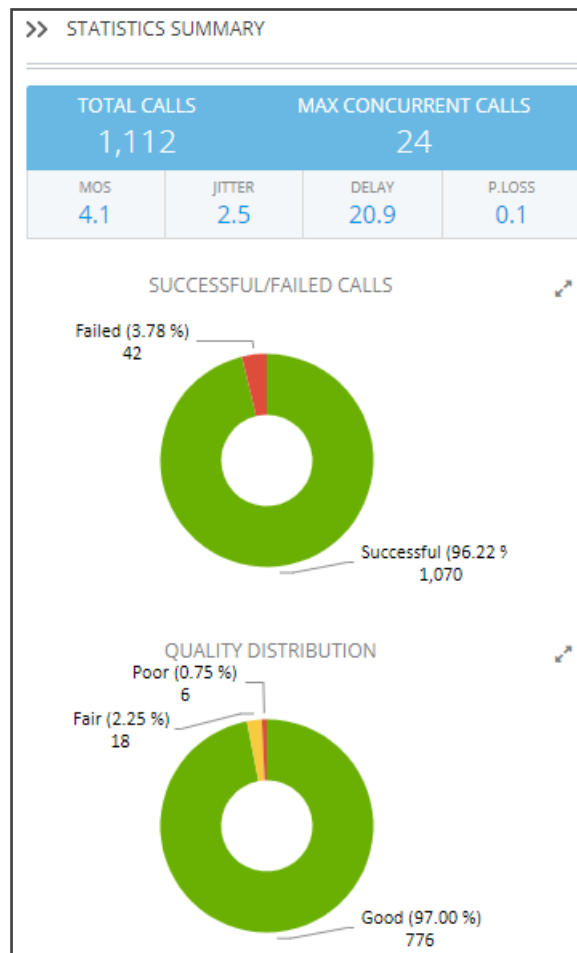 STATISTICS SUMMARY
TOTAL CALLS MAX CONCURRENT CALLS
1,112 24
MOS JITTER DELAY P.LOSS
4.1 2.5 20.9 0.1
SUCCESSFUL/FAILED CALLS
Failed (3.78 %)
42
Successful (96.22 %
1,070
QUALITY DISTRIBUTION
Poor (0.75 %)
6
Fair (2.25 %)
18
Good (97.00 %)
776